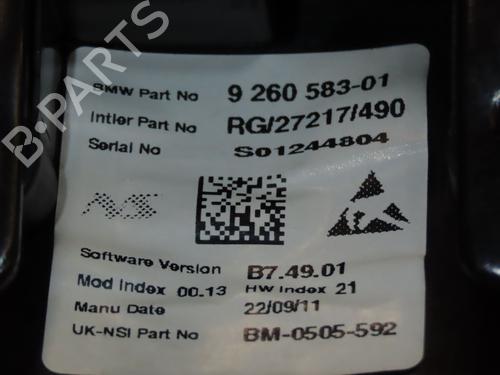 B-PARTS
BMW Part No 9 260 583-01
Intier Part No RG/27217/490
Serial No S01244804
NS
Software Version B7.49.01
Mod Index 00.13 HW Index 21
Manu Date 22/09/11
UK-NSI Part No BM-0505-592